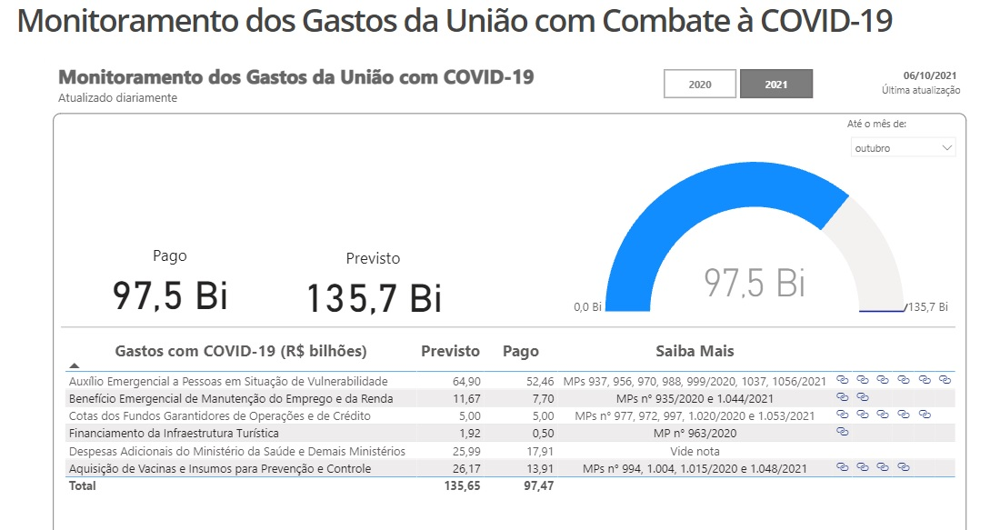 Monitoramento dos Gastos da União com Combate à COVID-19
Monitoramento dos Gastos da União com COVID-19
Atualizado diariamente
2020
2021
06/10/2021
Última atualização
Até o mês de:
outubro
Pago
97,5 Bi
Previsto
135,7 Bi
97,5 Bi
0,0 Bi
135,7 Bi
Gastos com COVID-19 (R$ bilhões) Previsto Pago Saiba Mais
Auxílio Emergencial a Pessoas em Situação de Vulnerabilidade 64,90 52,46 MPs 937, 956, 970, 988, 999/2020, 1037, 1056/2021
Benefício Emergencial de Manutenção do Emprego e da Renda 11,67 7,70 MPs n° 935/2020 e 1.044/2021
Cotas dos Fundos Garantidores de Operações e de Crédito 5,00 5,00 MPs n° 977, 972, 997, 1.020/2020 e 1.053/2021
Financiamento da Infraestrutura Turística 1,92 0,50 MP n° 963/2020
Despesas Adicionais do Ministério da Saúde e Demais Ministérios 25,99 17,91 Vide nota
Aquisição de Vacinas e Insumos para Prevenção e Controle 26,17 13,91 MPs n° 994, 1.004, 1.015/2020 e 1.048/2021
Total 135,65 97,47